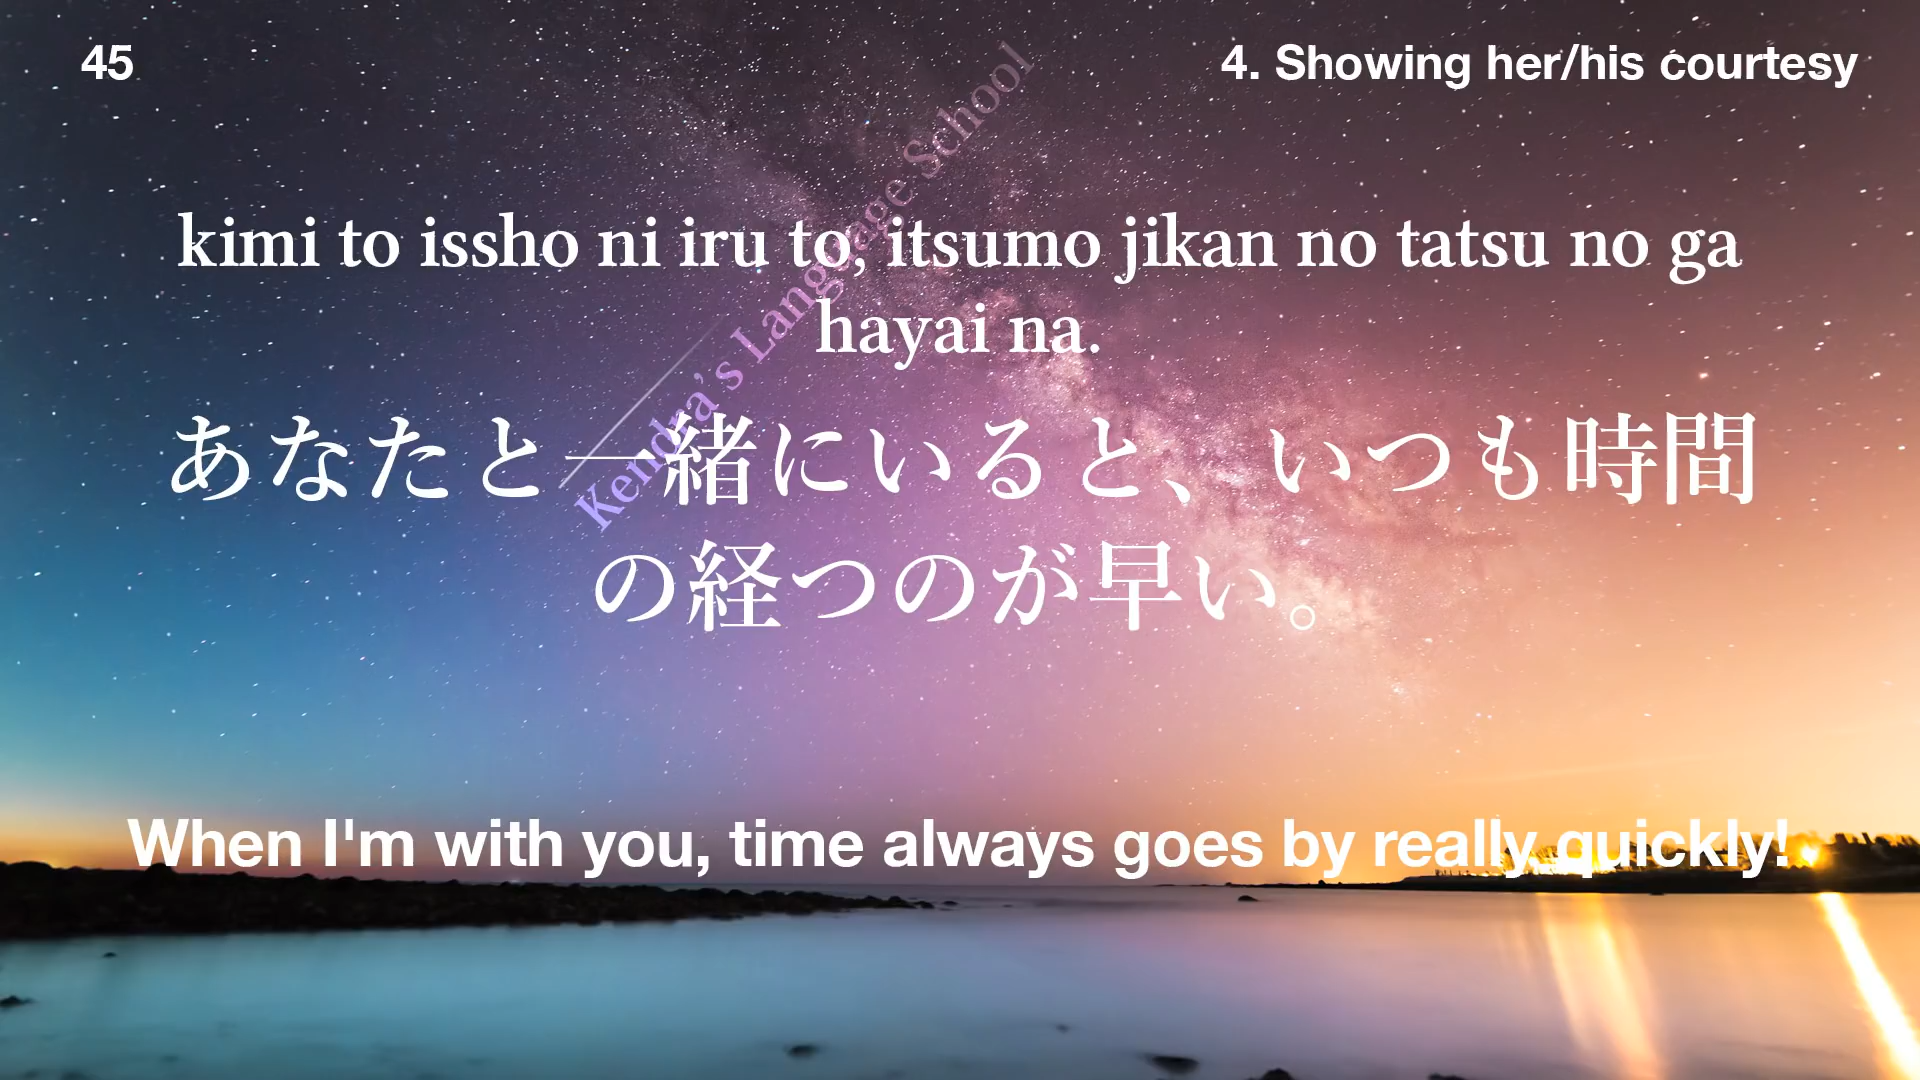 45
4. Showing her/his courtesy
Kendra's Language School
kimi to issho ni iru to, itsumo jikan no tatsu no ga
hayai na.
あなたと一緒にいると、いつも時間
の経つのが早い。
When I'm with you, time always goes by really quickly!